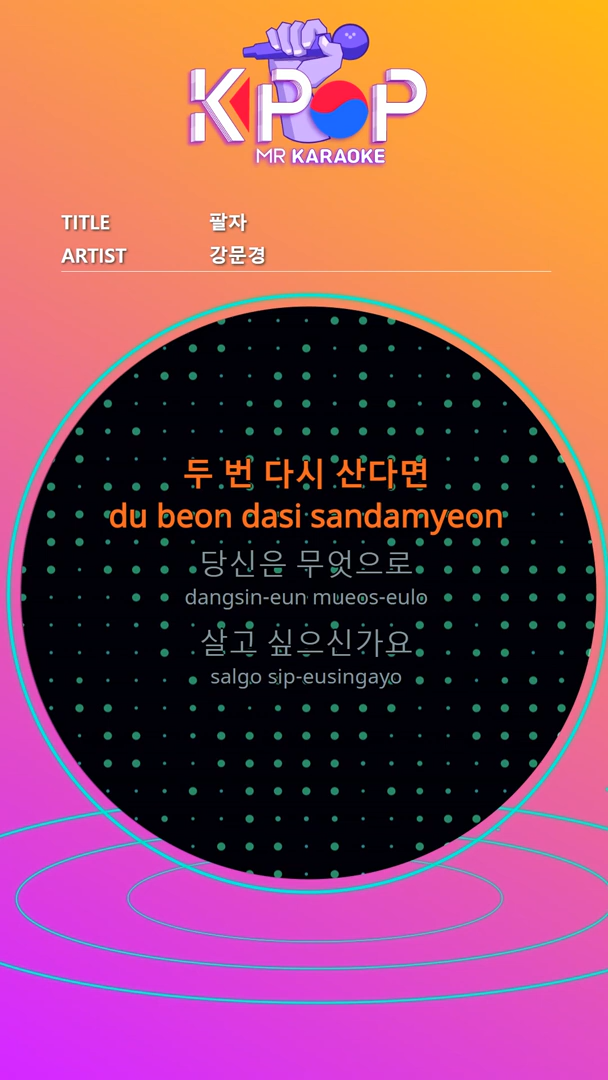 KPOP
MR KARAOKE
TITLE 팔자
ARTIST 강문경
두 번 다시 산다면
du beon dasi sandamyeon
당신은 무엇으로
dangsin-eun mueos-eulo
살고 싶으신가요
salgo sip-eusingayo